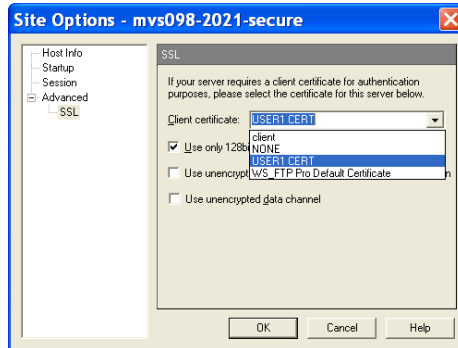 Site Options - mvs098-2021-secure
Host Info
Startup
Session
Advanced
SSL
SSL
If your server requires a client certificate for authentication
purposes, please select the certificate for this server below.
Client certificate: USER1 CERT
client
NONE
USER1 CERT
WS_FTP Pro Default Certificate
Use only 128bi
Use unencrypt
Use unencrypted data channel
OK Cancel Help